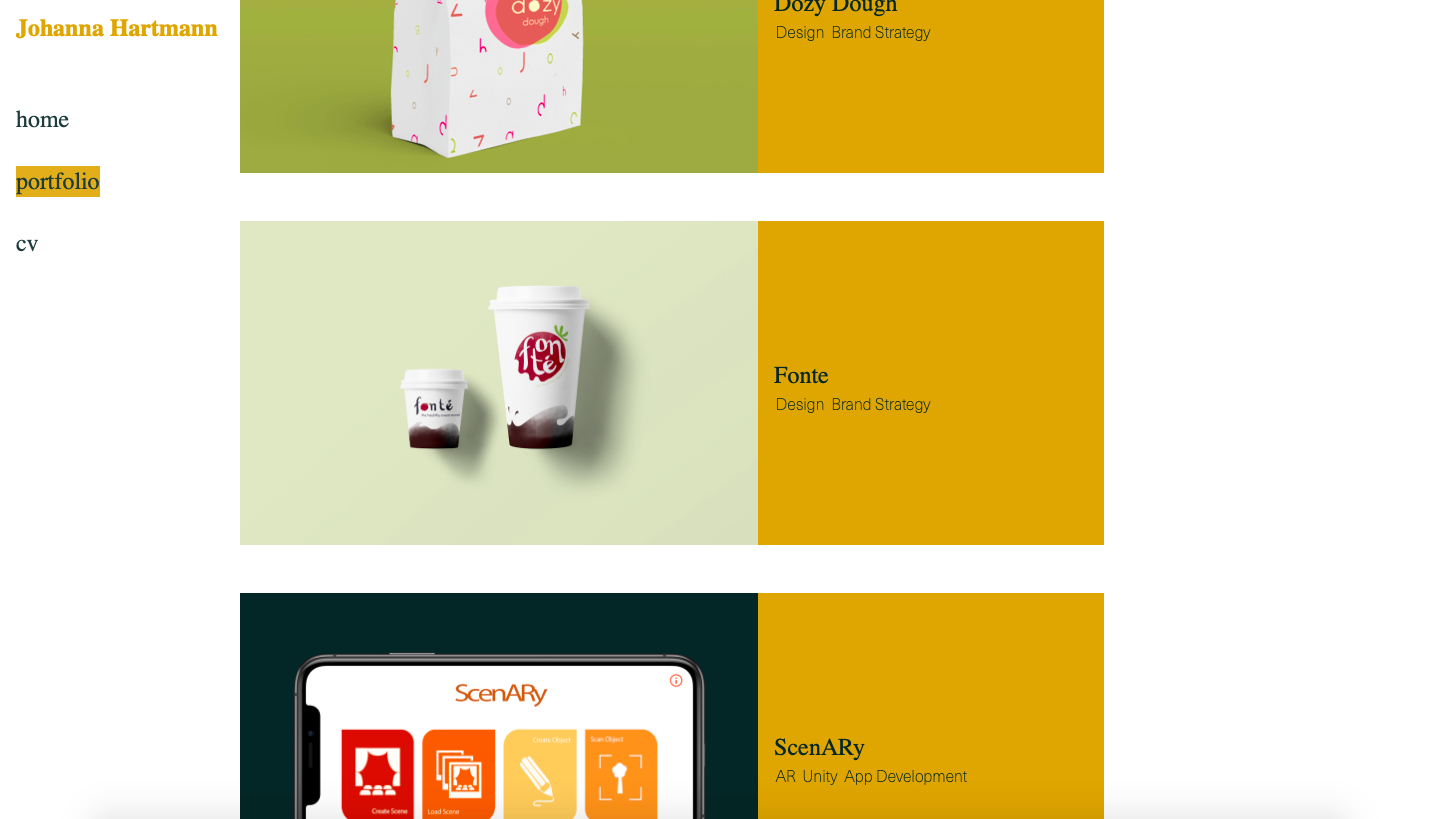 Johanna Hartmann
home
portfolio
cv
dozy
dough
Dozy Dough
Design Brand Strategy
fonté
fonté
Fonte
Design Brand Strategy
ScenARy
Create Scene
Load Scene
Create Object
Scan Object
ScenARy
AR Unity App Development